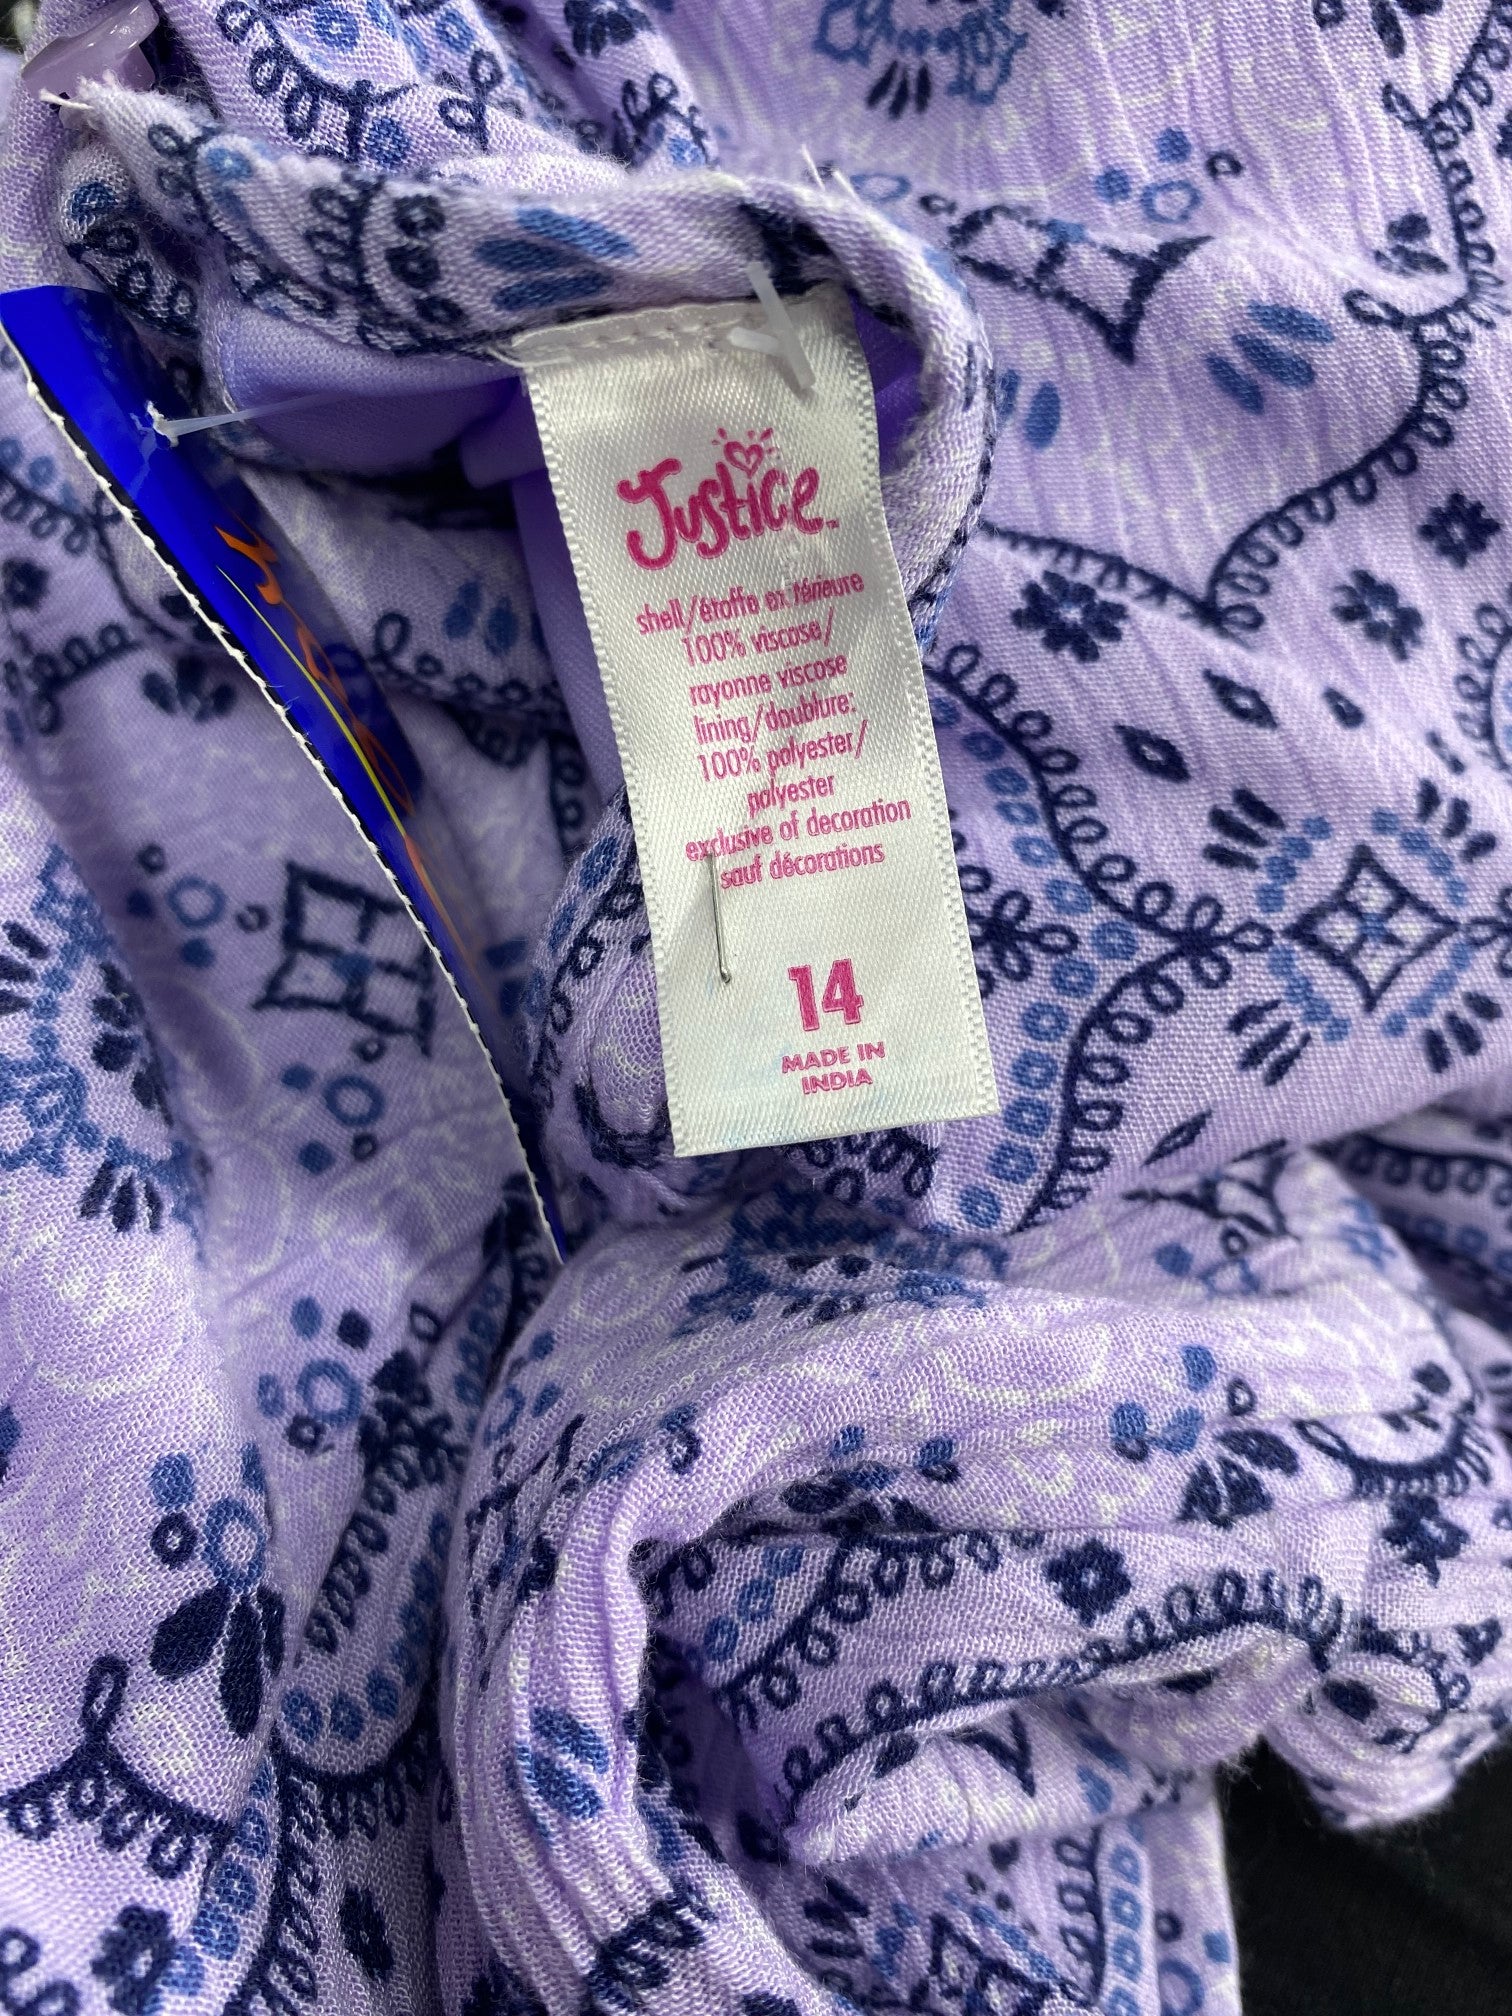 Justice™
shell/étoffe extérieure
100% viscose/
rayonne viscose
lining/doublure:
100% polyester/
polyester
exclusive of decoration
sauf décorations
14
MADE IN
INDIA